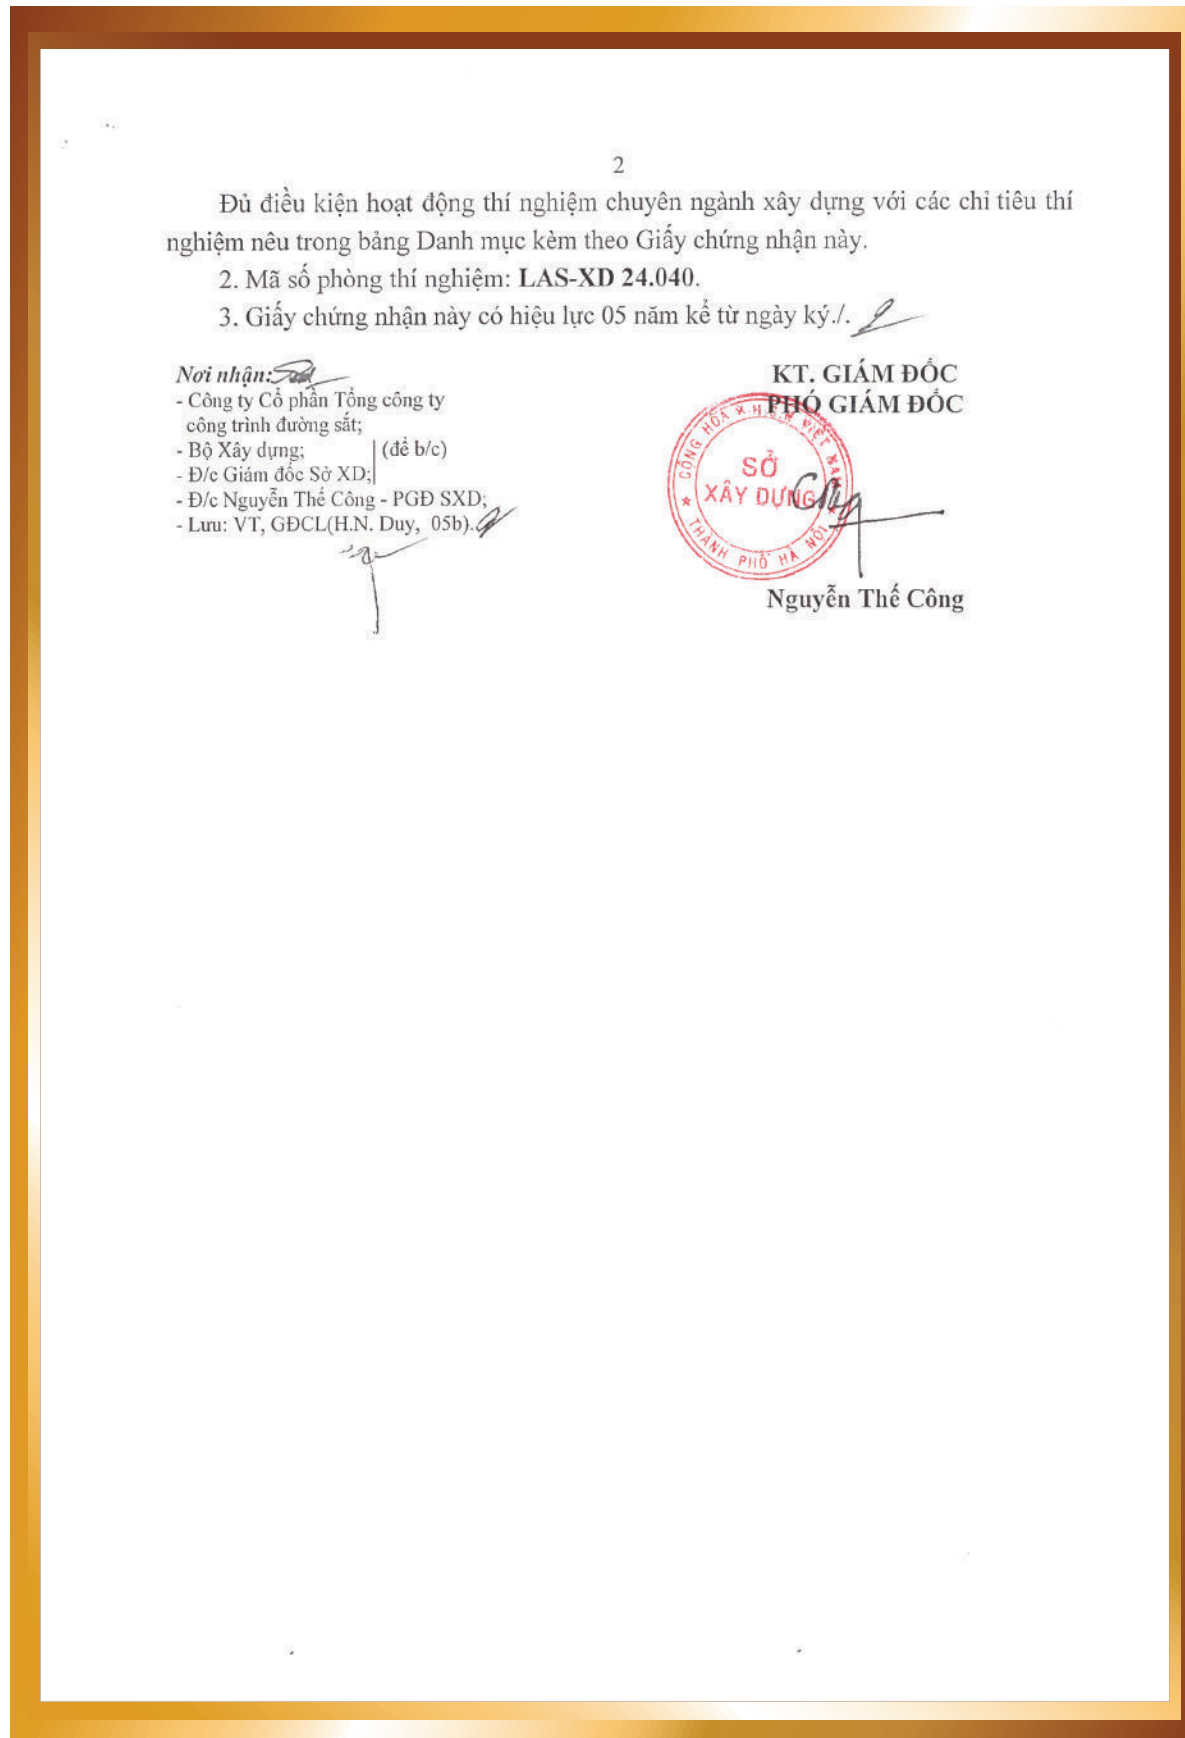 2
Đủ điều kiện hoạt động thí nghiệm chuyên ngành xây dựng với các chỉ tiêu thí
nghiệm nêu trong bảng Danh mục kèm theo Giấy chứng nhận này.
2. Mã số phòng thí nghiệm: LAS-XD 24.040.
3. Giấy chứng nhận này có hiệu lực 05 năm kể từ ngày ký./.
Nơi nhận:
- Công ty Cổ phần Tổng công ty
công trình đường sắt;
- Bộ Xây dựng; (để b/c)
- Đ/c Giám đốc Sở XD;
- Đ/c Nguyễn Thế Công - PGĐ SXD;
- Lưu: VT, GĐCL(H.N. Duy, 05b).
KT. GIÁM ĐỐC
PHÓ GIÁM ĐỐC
CỘNG HÒA X.H.C.N VIỆT NAM
SỞ
XÂY DỰNG
THÀNH PHỐ HÀ NỘI
Công
Nguyễn Thế Công